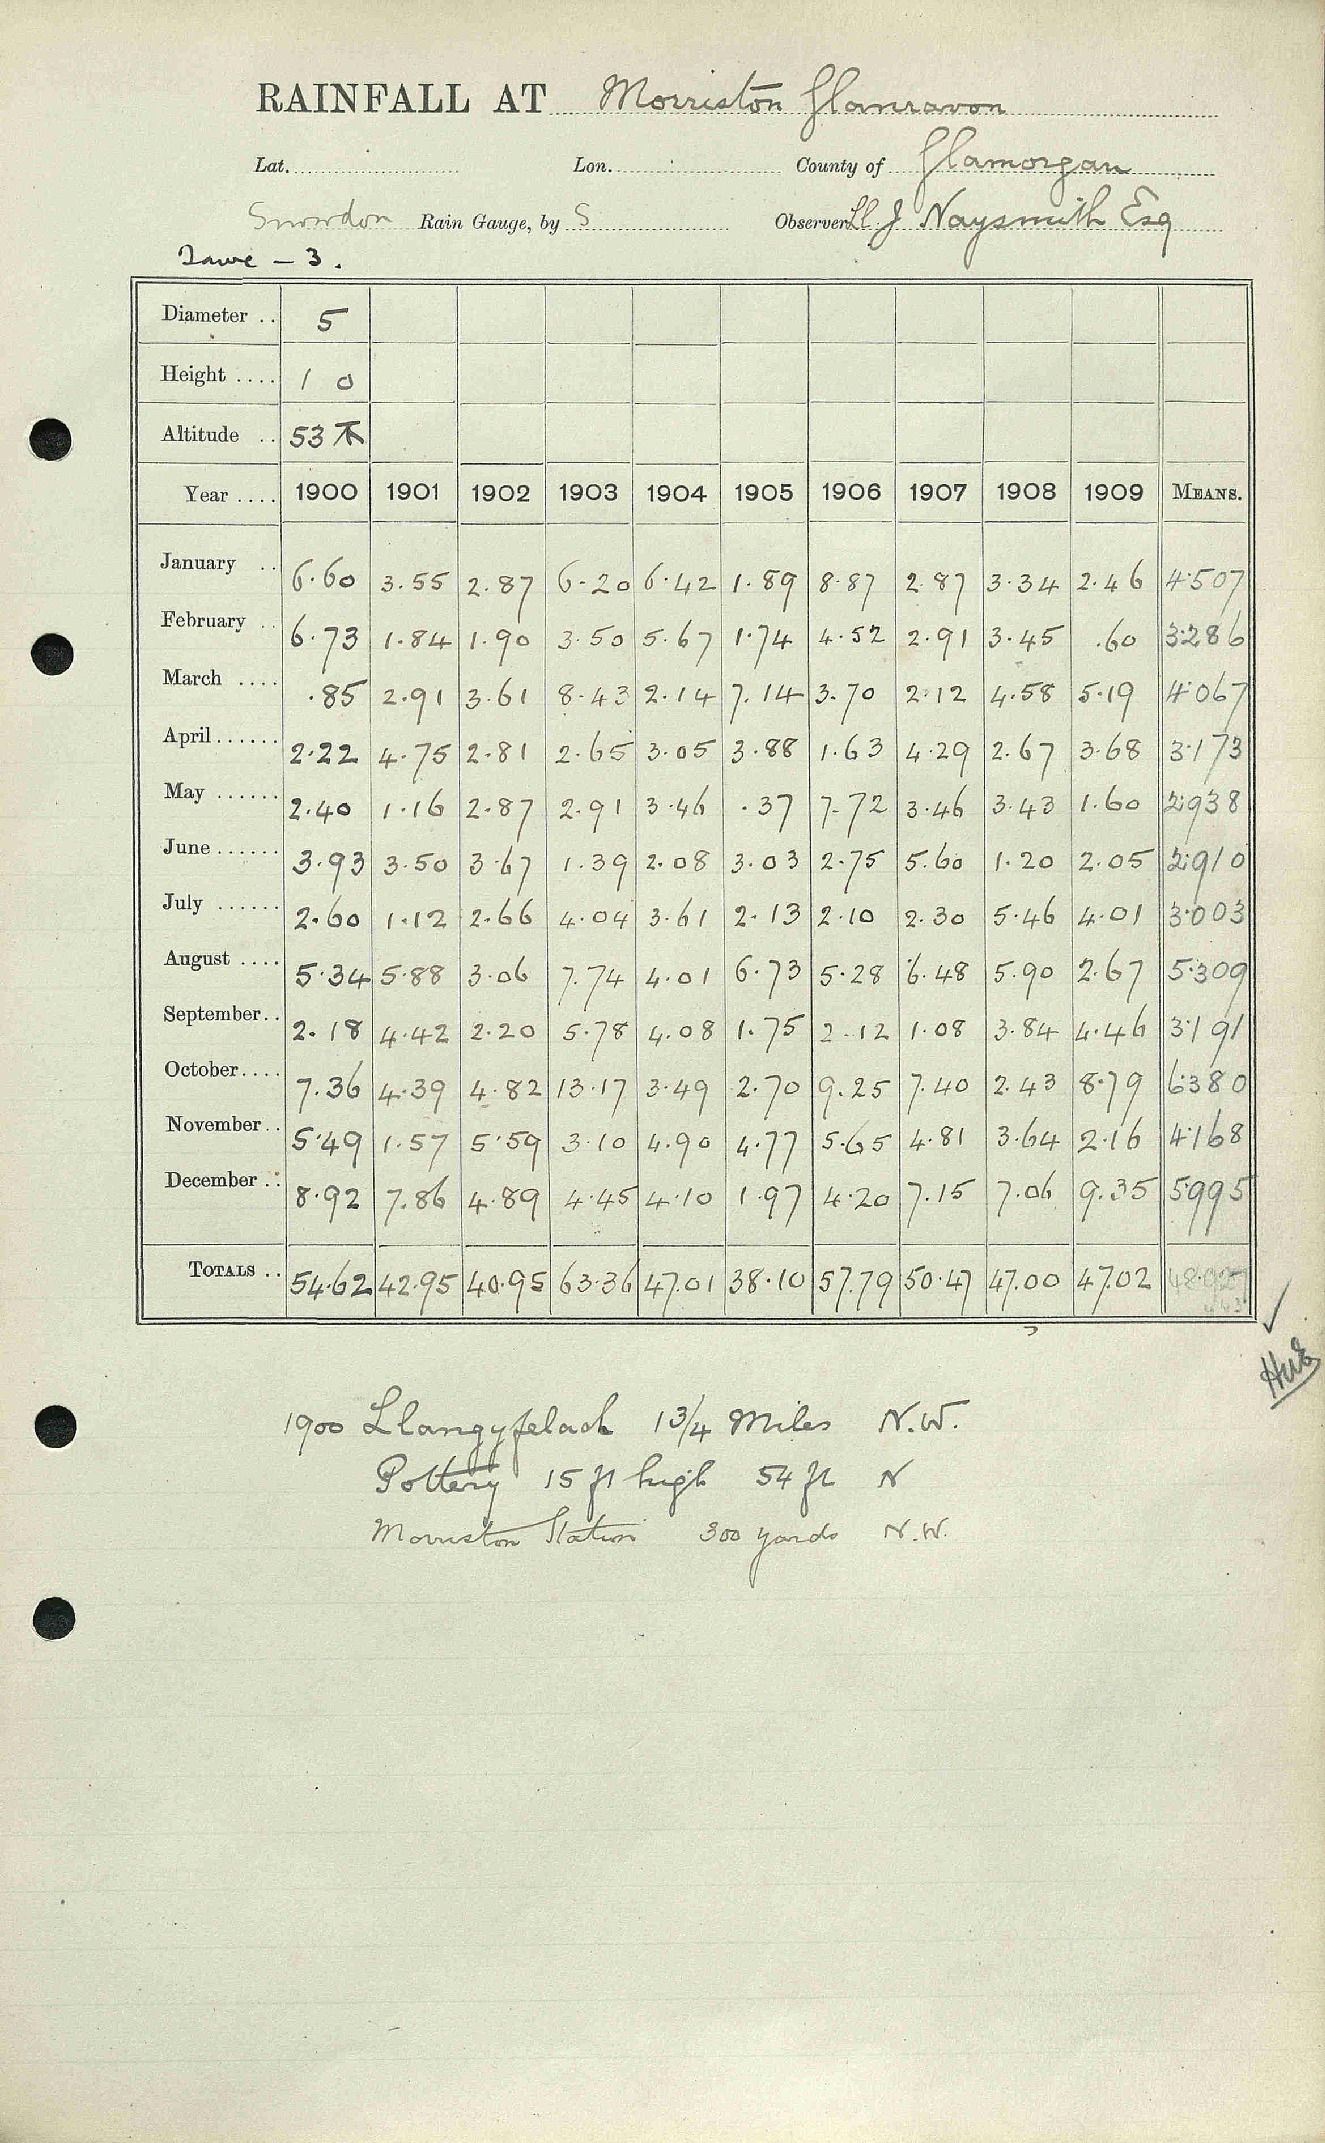 RAINFALL AT Morriston Glanravon
Lat. Lon. County of Glamorgan
Snowdon Rain Gauge, by S Observer Ll J Naysmith Esq
Tawe - 3.
Diameter .. 5
Height .... 1 0
Altitude .. 53
Year .... 1900 1901 1902 1903 1904 1905 1906 1907 1908 1909 MEANS.
January .. 6.60 3.55 2.87 6.20 6.42 1.89 8.87 2.87 3.34 2.46 4.507
February .. 6.73 1.84 1.90 3.50 5.67 1.74 4.52 2.91 3.45 .60 3.286
March .... .85 2.91 3.61 8.43 2.14 7.14 3.70 2.12 4.58 5.19 4.067
April ...... 2.22 4.75 2.81 2.65 3.05 3.88 1.63 4.29 2.67 3.68 3.173
May ...... 2.40 1.16 2.87 2.91 3.46 .37 7.72 3.46 3.43 1.60 2.938
June ...... 3.93 3.50 3.67 1.39 2.08 3.03 2.75 5.60 1.20 2.05 2.910
July ...... 2.60 1.12 2.66 4.04 3.61 2.13 2.10 2.30 5.46 4.01 3.003
August .... 5.34 5.88 3.06 7.74 4.01 6.73 5.28 6.48 5.90 2.67 5.309
September .. 2.18 4.42 2.20 5.78 4.08 1.75 2.12 1.08 3.84 4.46 3.191
October .... 7.36 4.39 4.82 13.17 3.49 2.70 9.25 7.40 2.43 8.79 6.380
November .. 5.49 1.57 5.59 3.10 4.90 4.77 5.65 4.81 3.64 2.16 4.168
December .. 8.92 7.86 4.89 4.45 4.10 1.97 4.20 7.15 7.06 9.35 5.995
TOTALS .. 54.62 42.95 40.95 63.36 47.01 38.10 57.79 50.47 47.00 47.02 48.927
1900 Llangyfelach 1 3/4 Miles N.W.
Pottery 15 ft high 54 ft N
Morriston Station 300 yards N.W.